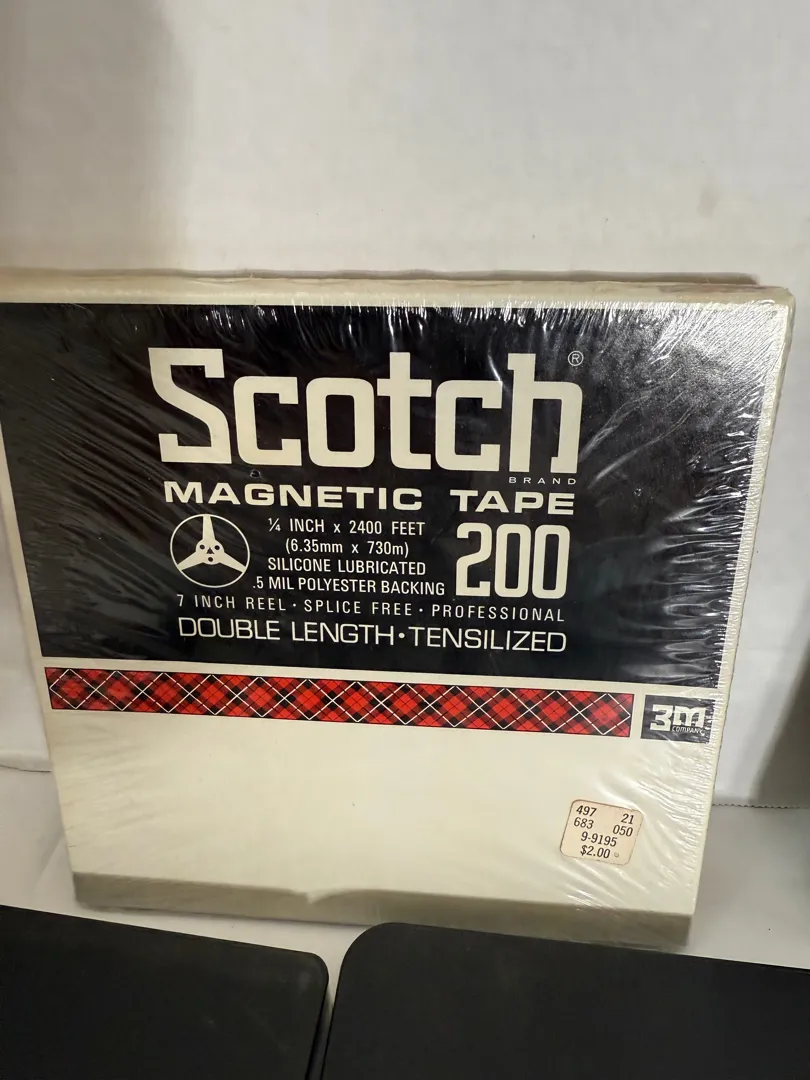 Scotch®
BRAND
MAGNETIC TAPE
¼ INCH x 2400 FEET
(6.35mm x 730m)
SILICONE LUBRICATED
.5 MIL POLYESTER BACKING
200
7 INCH REEL · SPLICE FREE · PROFESSIONAL
DOUBLE LENGTH · TENSILIZED
3m
COMPANY
497 21
683 050
9-9195
$2.00